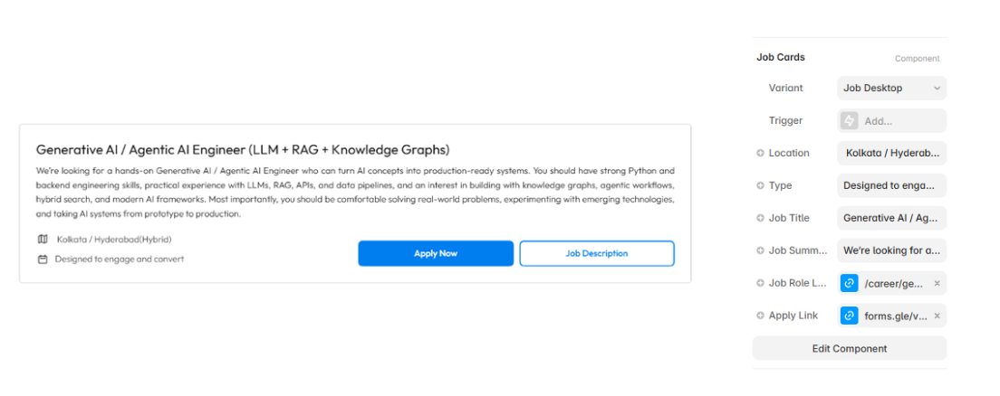 Generative AI / Agentic AI Engineer (LLM + RAG + Knowledge Graphs)
We're looking for a hands-on Generative AI / Agentic AI Engineer who can turn AI concepts into production-ready systems. You should have strong Python and
backend engineering skills, practical experience with LLMs, RAG, APIs, and data pipelines, and an interest in building with knowledge graphs, agentic workflows,
hybrid search, and modern AI frameworks. Most importantly, you should be comfortable solving real-world problems, experimenting with emerging technologies,
and taking AI systems from prototype to production.
Kolkata / Hyderabad(Hybrid)
Designed to engage and convert
Apply Now
Job Description
Job Cards
Component
Variant
Job Desktop
Trigger
Add...
Location
Kolkata / Hyderab...
Type
Designed to enga...
Job Title
Generative AI / Ag...
Job Summ...
We're looking for a...
Job Role L...
/career/ge...
Apply Link
forms.gle/v...
Edit Component